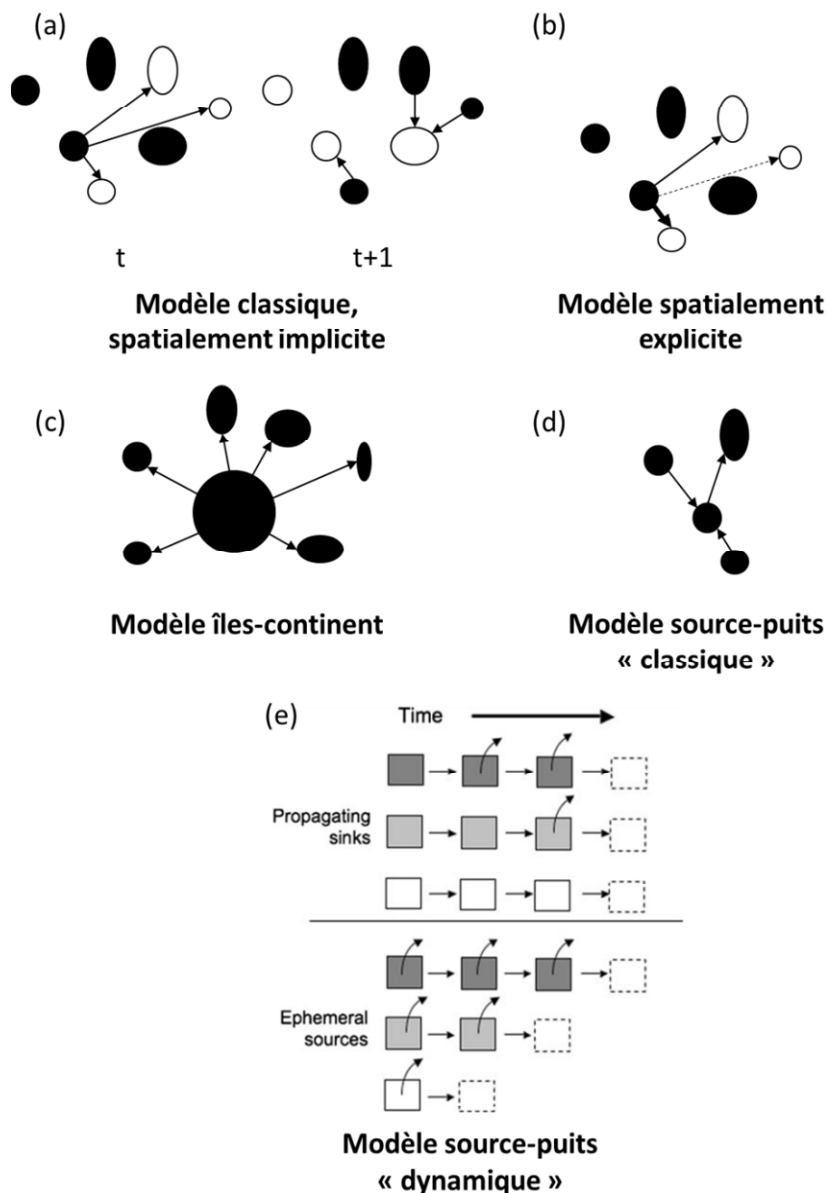 (a)
(b)
t
t+1
Modèle classique,
spatialement implicite
Modèle spatialement
explicite
(c)
(d)
Modèle îles-continent
Modèle source-puits
« classique »
(e)
Time
Propagating
sinks
Ephemeral
sources
Modèle source-puits
« dynamique »